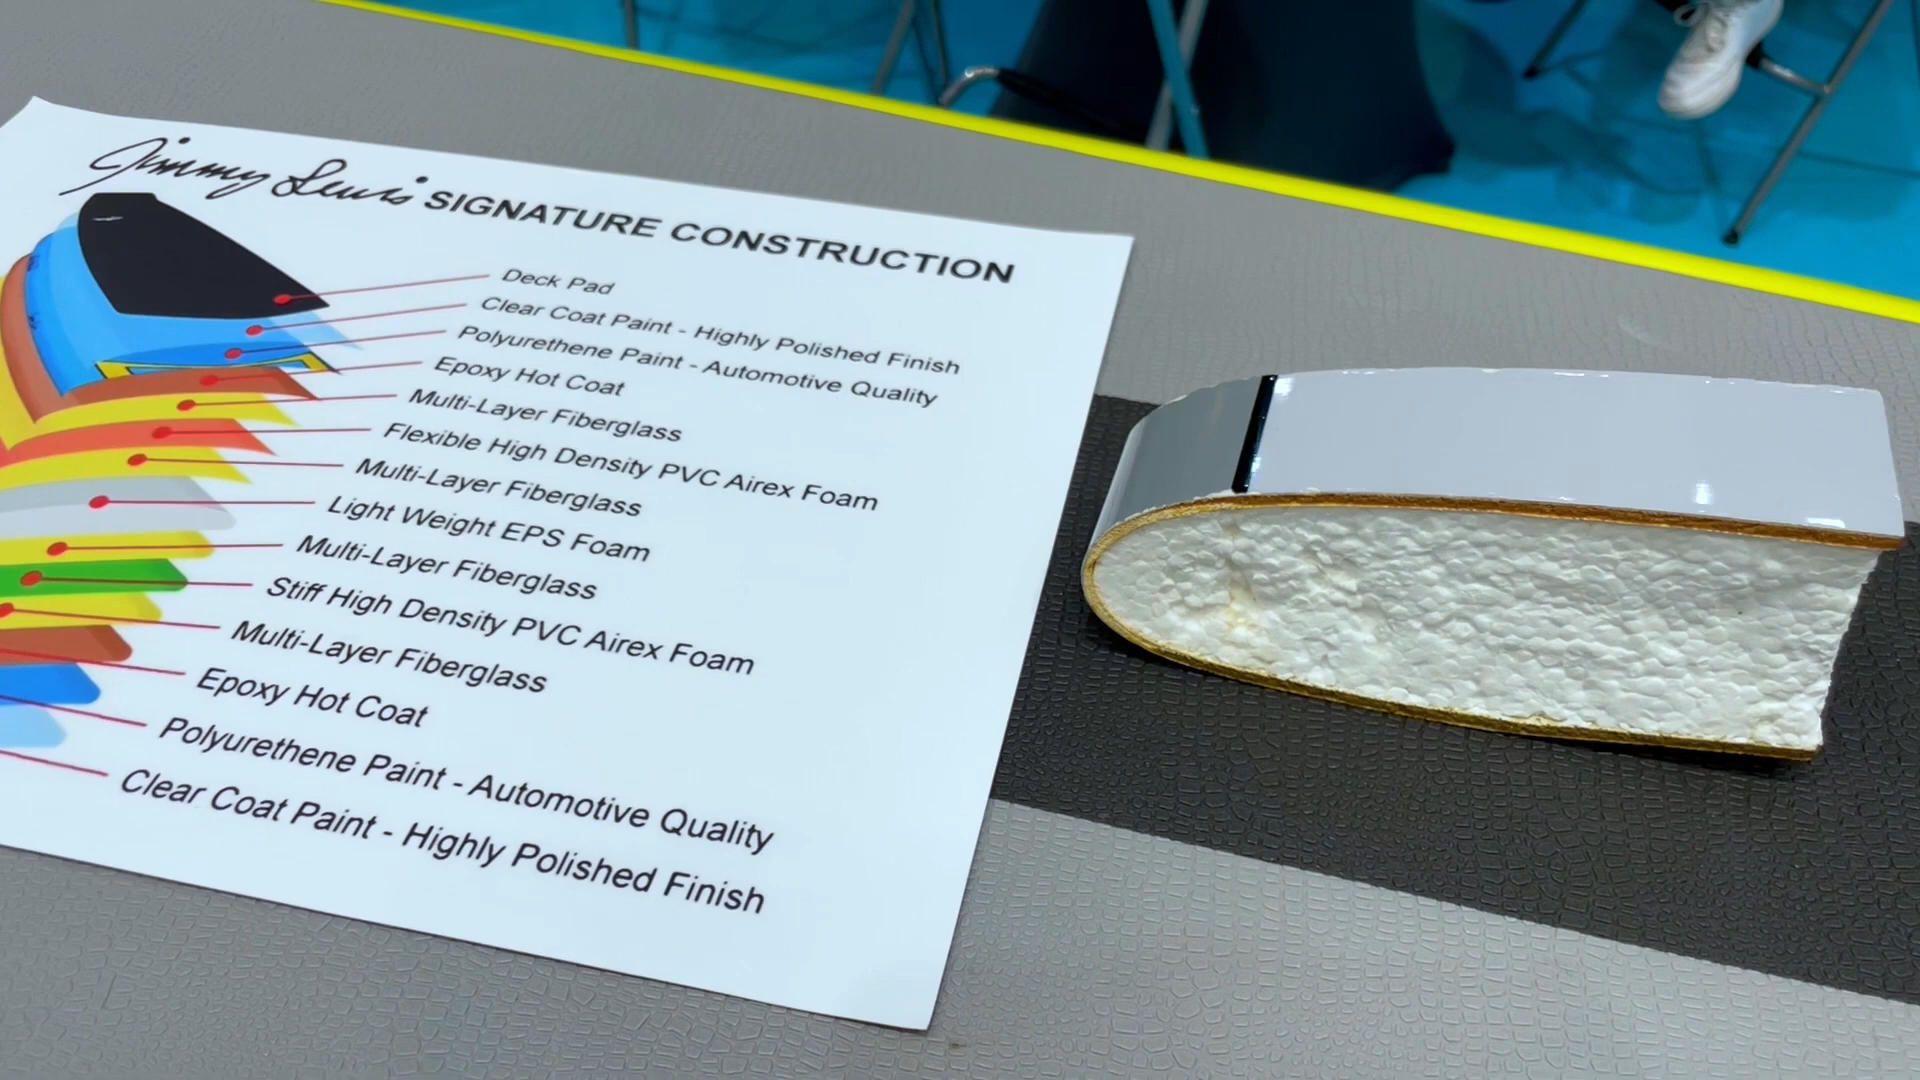 Jimmy Lewis SIGNATURE CONSTRUCTION
Deck Pad
Clear Coat Paint - Highly Polished Finish
Polyurethene Paint - Automotive Quality
Epoxy Hot Coat
Multi-Layer Fiberglass
Flexible High Density PVC Airex Foam
Multi-Layer Fiberglass
Light Weight EPS Foam
Multi-Layer Fiberglass
Stiff High Density PVC Airex Foam
Multi-Layer Fiberglass
Epoxy Hot Coat
Polyurethene Paint - Automotive Quality
Clear Coat Paint - Highly Polished Finish